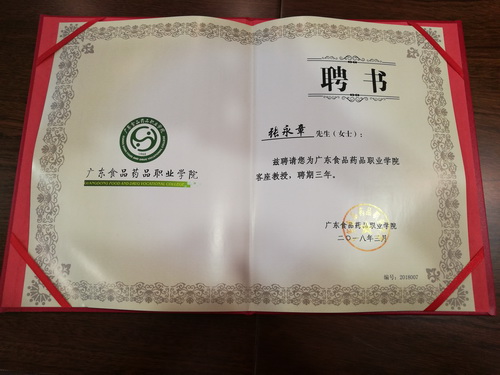 广东食品药品职业学院
聘书
张永章 先生（女士）：
兹聘请您为广东食品药品职业学院
客座教授，聘期三年。
广东食品药品职业学院
二〇一八年三月
编号：2018007